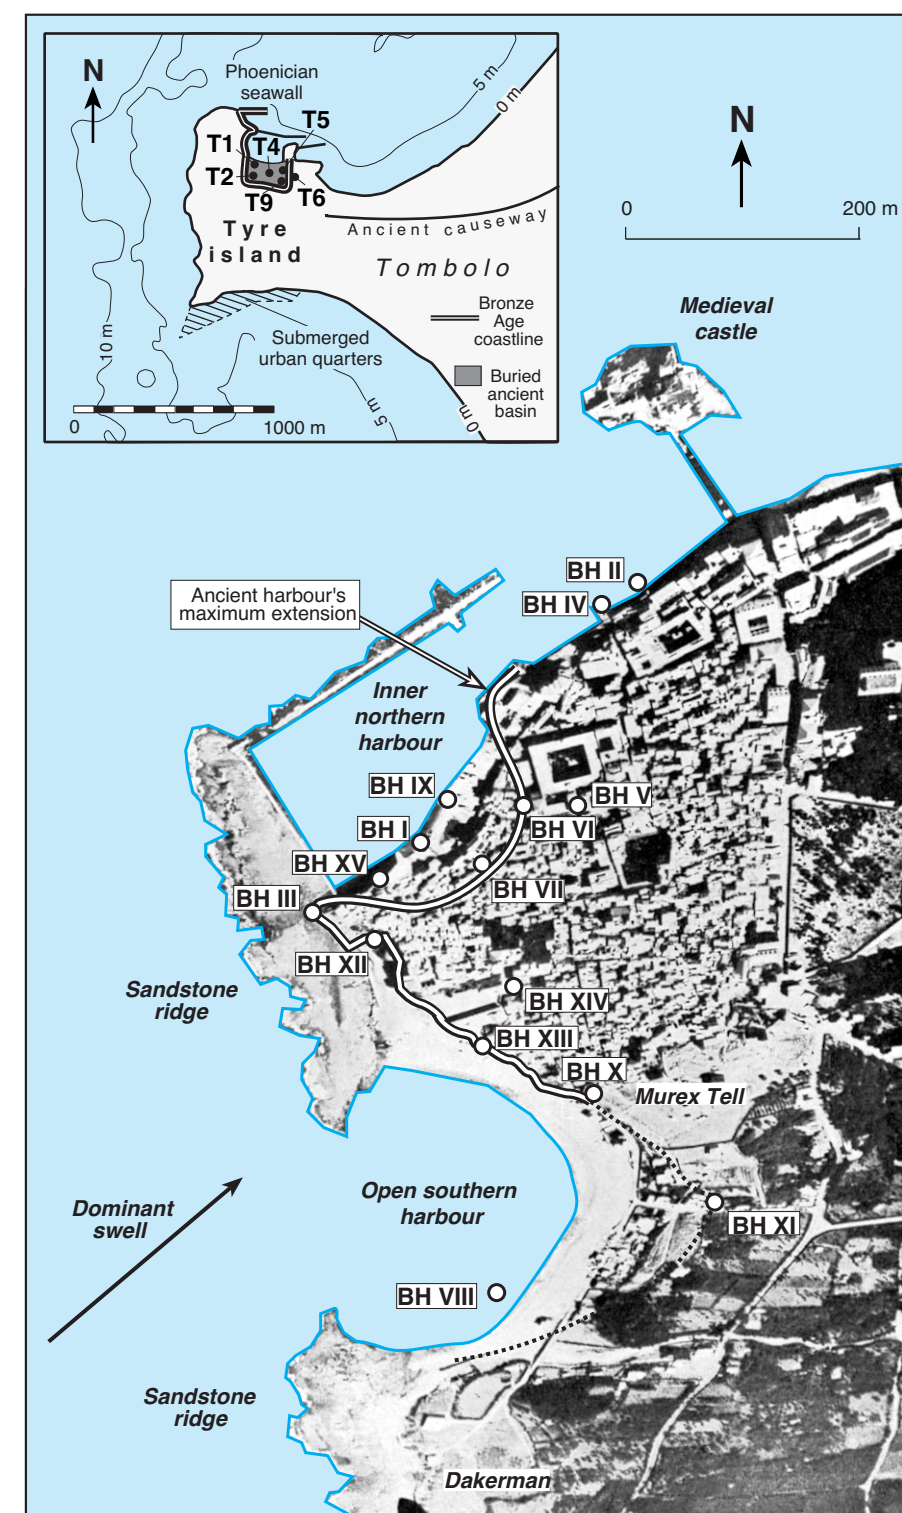 N
Phoenician
seawall
5 m
0 m
T1
T4
T5
T2
T9
T6
Tyre
island
Ancient causeway
Tombolo
Bronze
Age
coastline
Submerged
urban quarters
Buried
ancient
basin
10 m
5 m
0 m
0
1000 m
N
0
200 m
Medieval
castle
BH II
BH IV
Ancient harbour's
maximum extension
Inner
northern
harbour
BH IX
BH V
BH I
BH VI
BH XV
BH VII
BH III
BH XII
Sandstone
ridge
BH XIV
BH XIII
BH X
Murex Tell
Open southern
harbour
Dominant
swell
BH XI
BH VIII
Sandstone
ridge
Dakerman